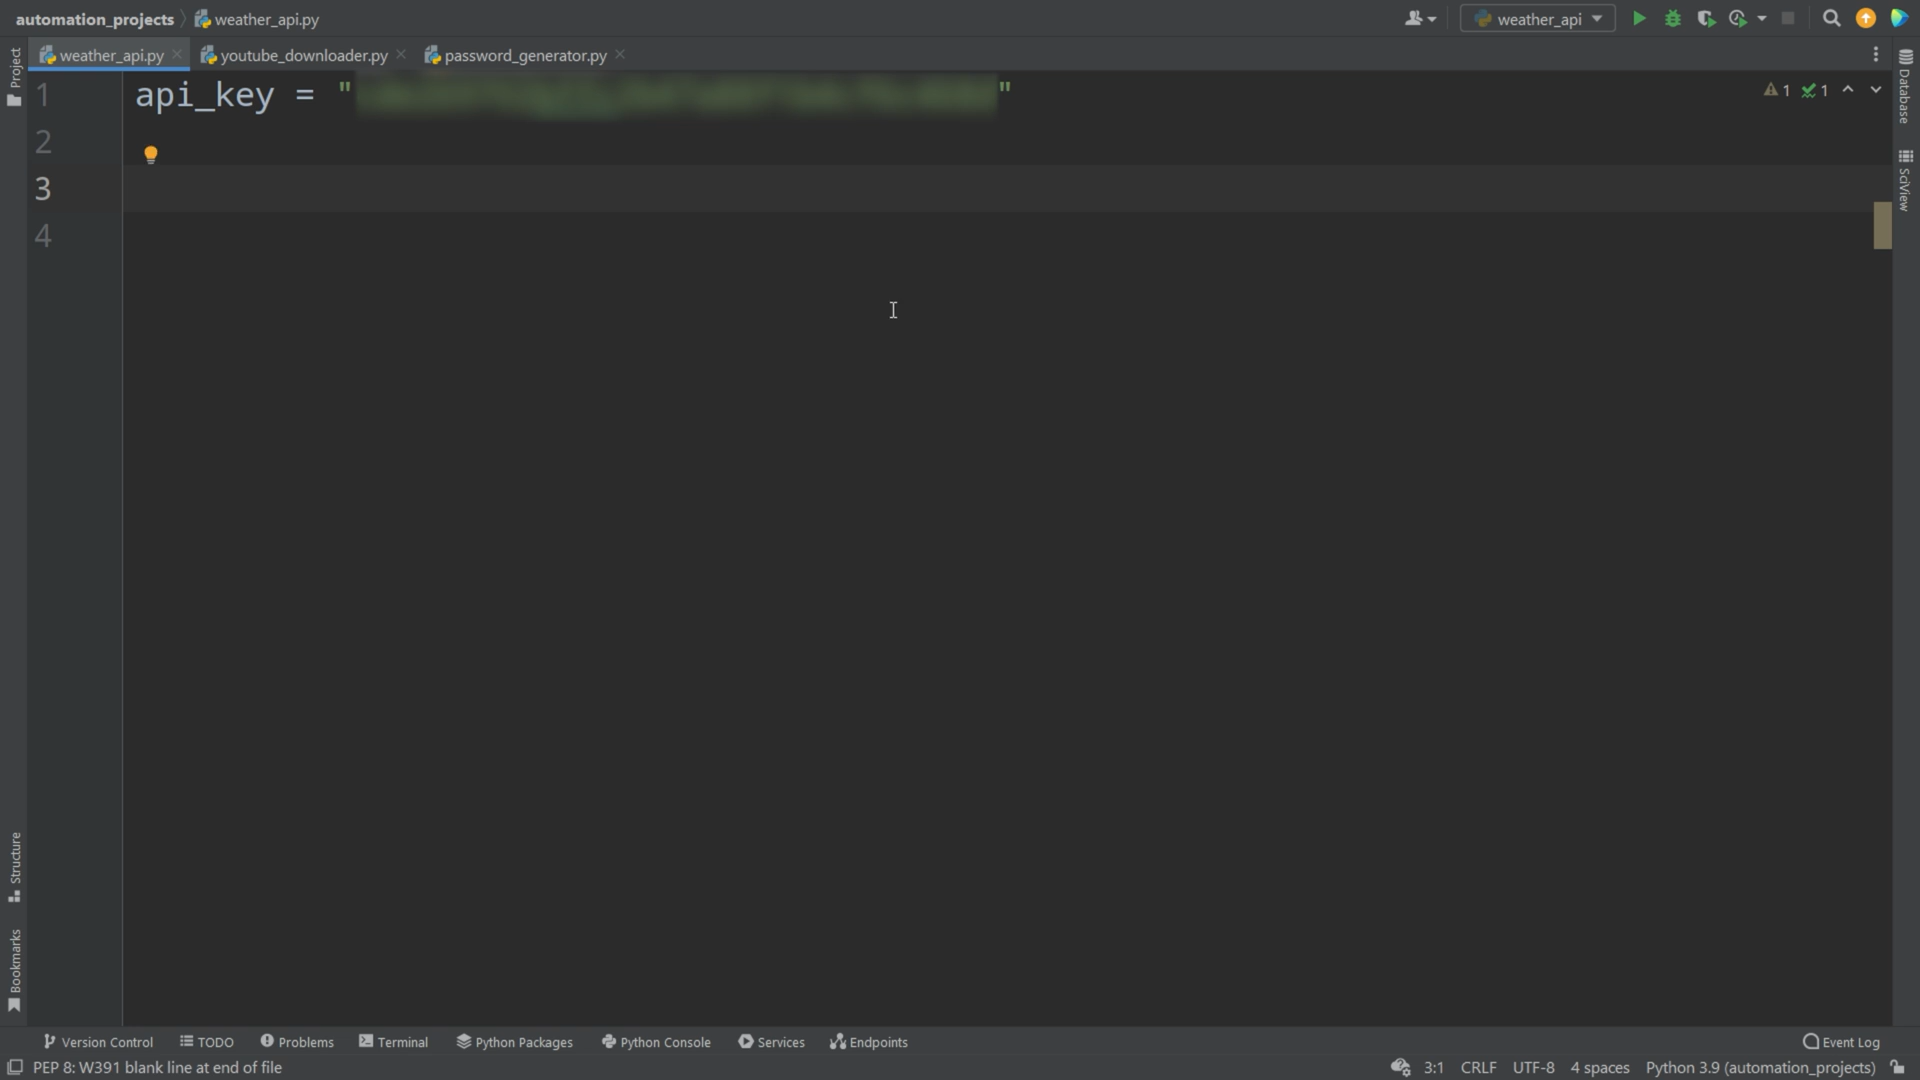 automation_projects weather_api.py
weather_api
weather_api.py youtube_downloader.py password_generator.py
1 api_key = " "
1 1
2
3
4
Project
Structure
Bookmarks
Database
SciView
Version Control TODO Problems Terminal Python Packages Python Console Services Endpoints Event Log
PEP 8: W391 blank line at end of file 3:1 CRLF UTF-8 4 spaces Python 3.9 (automation_projects)